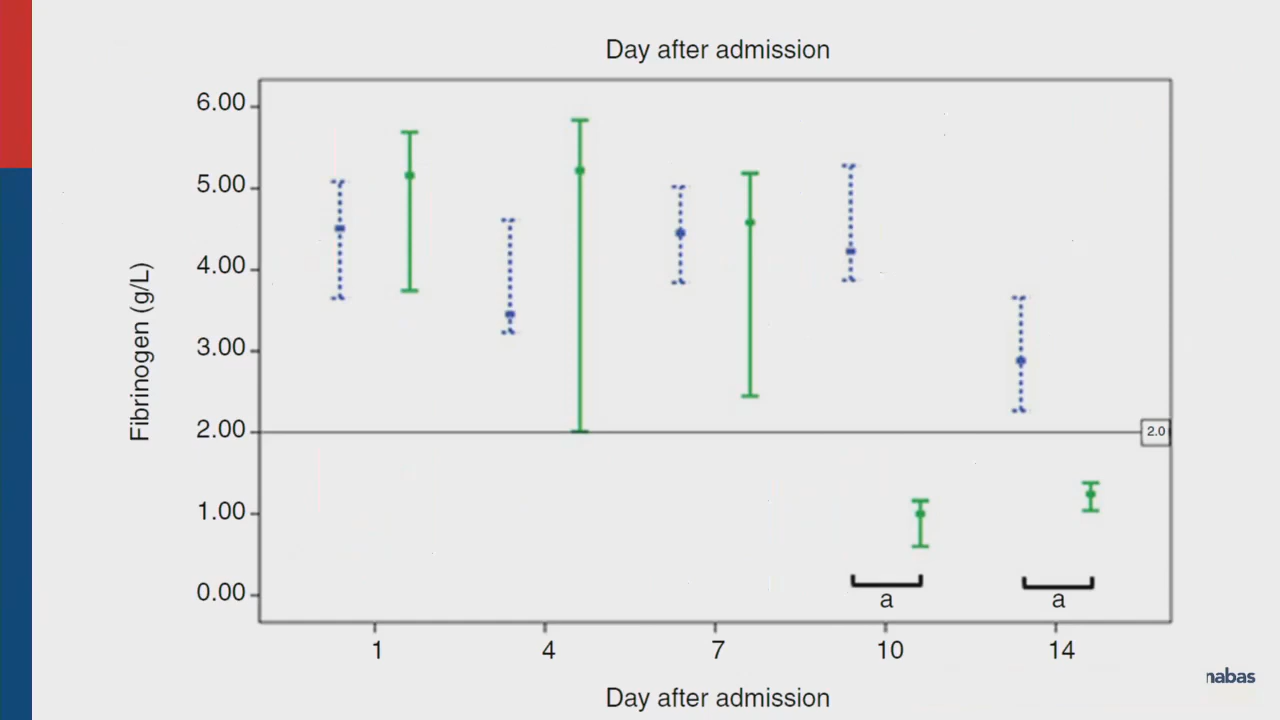 Day after admission
6.00
5.00
4.00
3.00
2.00
1.00
0.00
Fibrinogen (g/L)
2.0
a
a
1
4
7
10
14
Day after admission
nabas